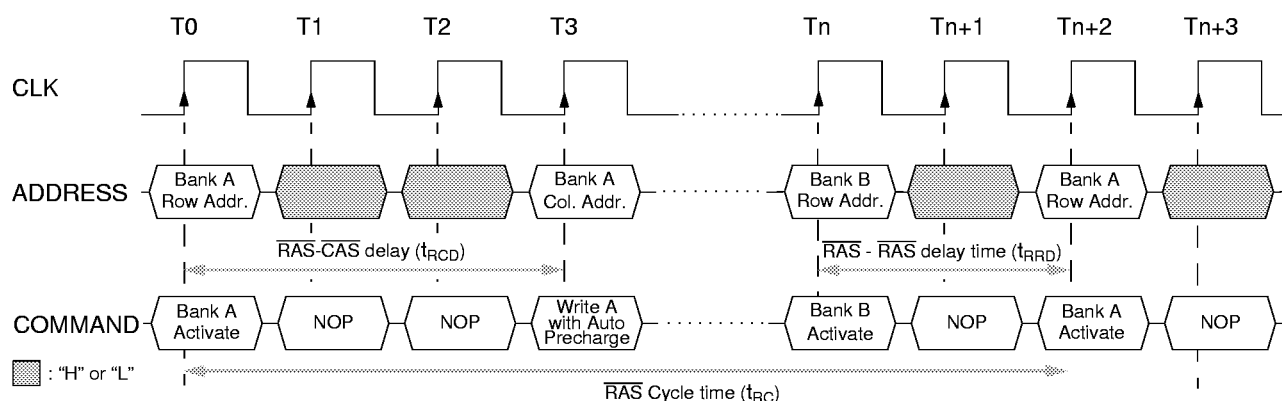 T0 T1 T2 T3 Tn Tn+1 Tn+2 Tn+3
CLK
ADDRESS
Bank A
Row Addr.
Bank A
Col. Addr.
Bank B
Row Addr.
Bank A
Row Addr.
RAS-CAS delay (tRCD)
RAS - RAS delay time (tRRD)
COMMAND
Bank A
Activate
NOP
NOP
Write A
with Auto
Precharge
Bank B
Activate
NOP
Bank A
Activate
NOP
: “H” or “L”
RAS Cycle time (tRC)